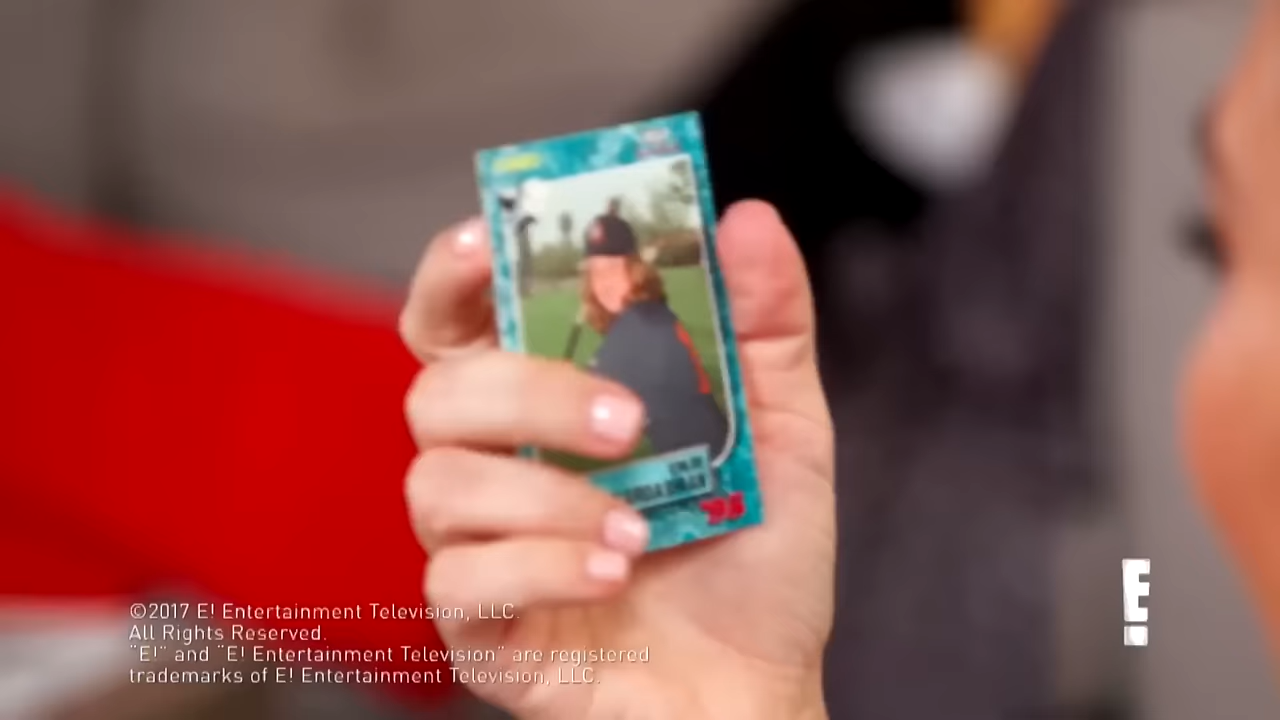 ©2017 E! Entertainment Television, LLC.
All Rights Reserved.
"E!" and "E! Entertainment Television" are registered
trademarks of E! Entertainment Television, LLC.
E!